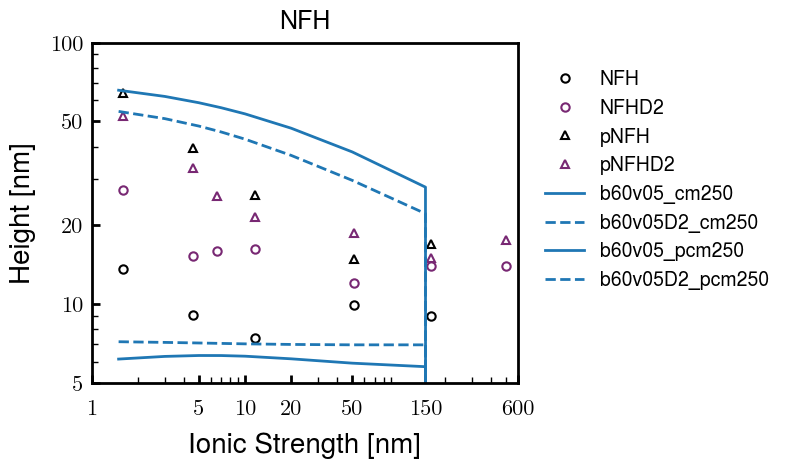 NFH
100
50
20
10
5
Height [nm]
1
5
10
20
50
150
600
Ionic Strength [nm]
NFH
NFHD2
pNFH
pNFHD2
b60v05_cm250
b60v05D2_cm250
b60v05_pcm250
b60v05D2_pcm250